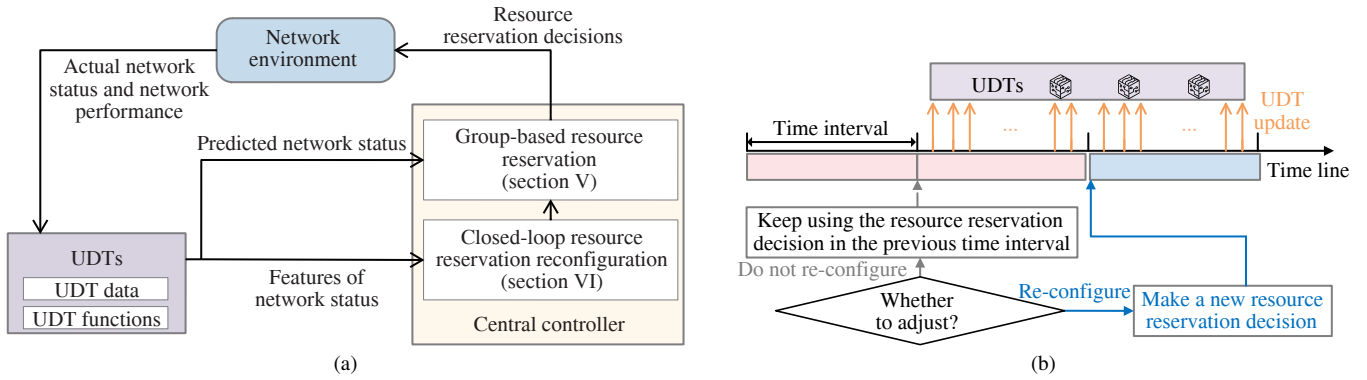 Resource
reservation decisions
Network
environment
Actual network
status and network
performance
Predicted network status
Group-based resource
reservation
(section V)
UDTs
UDT data
UDT functions
Features of
network status
Closed-loop resource
reservation reconfiguration
(section VI)
Central controller
(a)
UDTs
UDT
update
...
...
Time interval
Time line
Keep using the resource reservation
decision in the previous time interval
Do not re-configure
Whether
to adjust?
Re-configure
Make a new resource
reservation decision
(b)